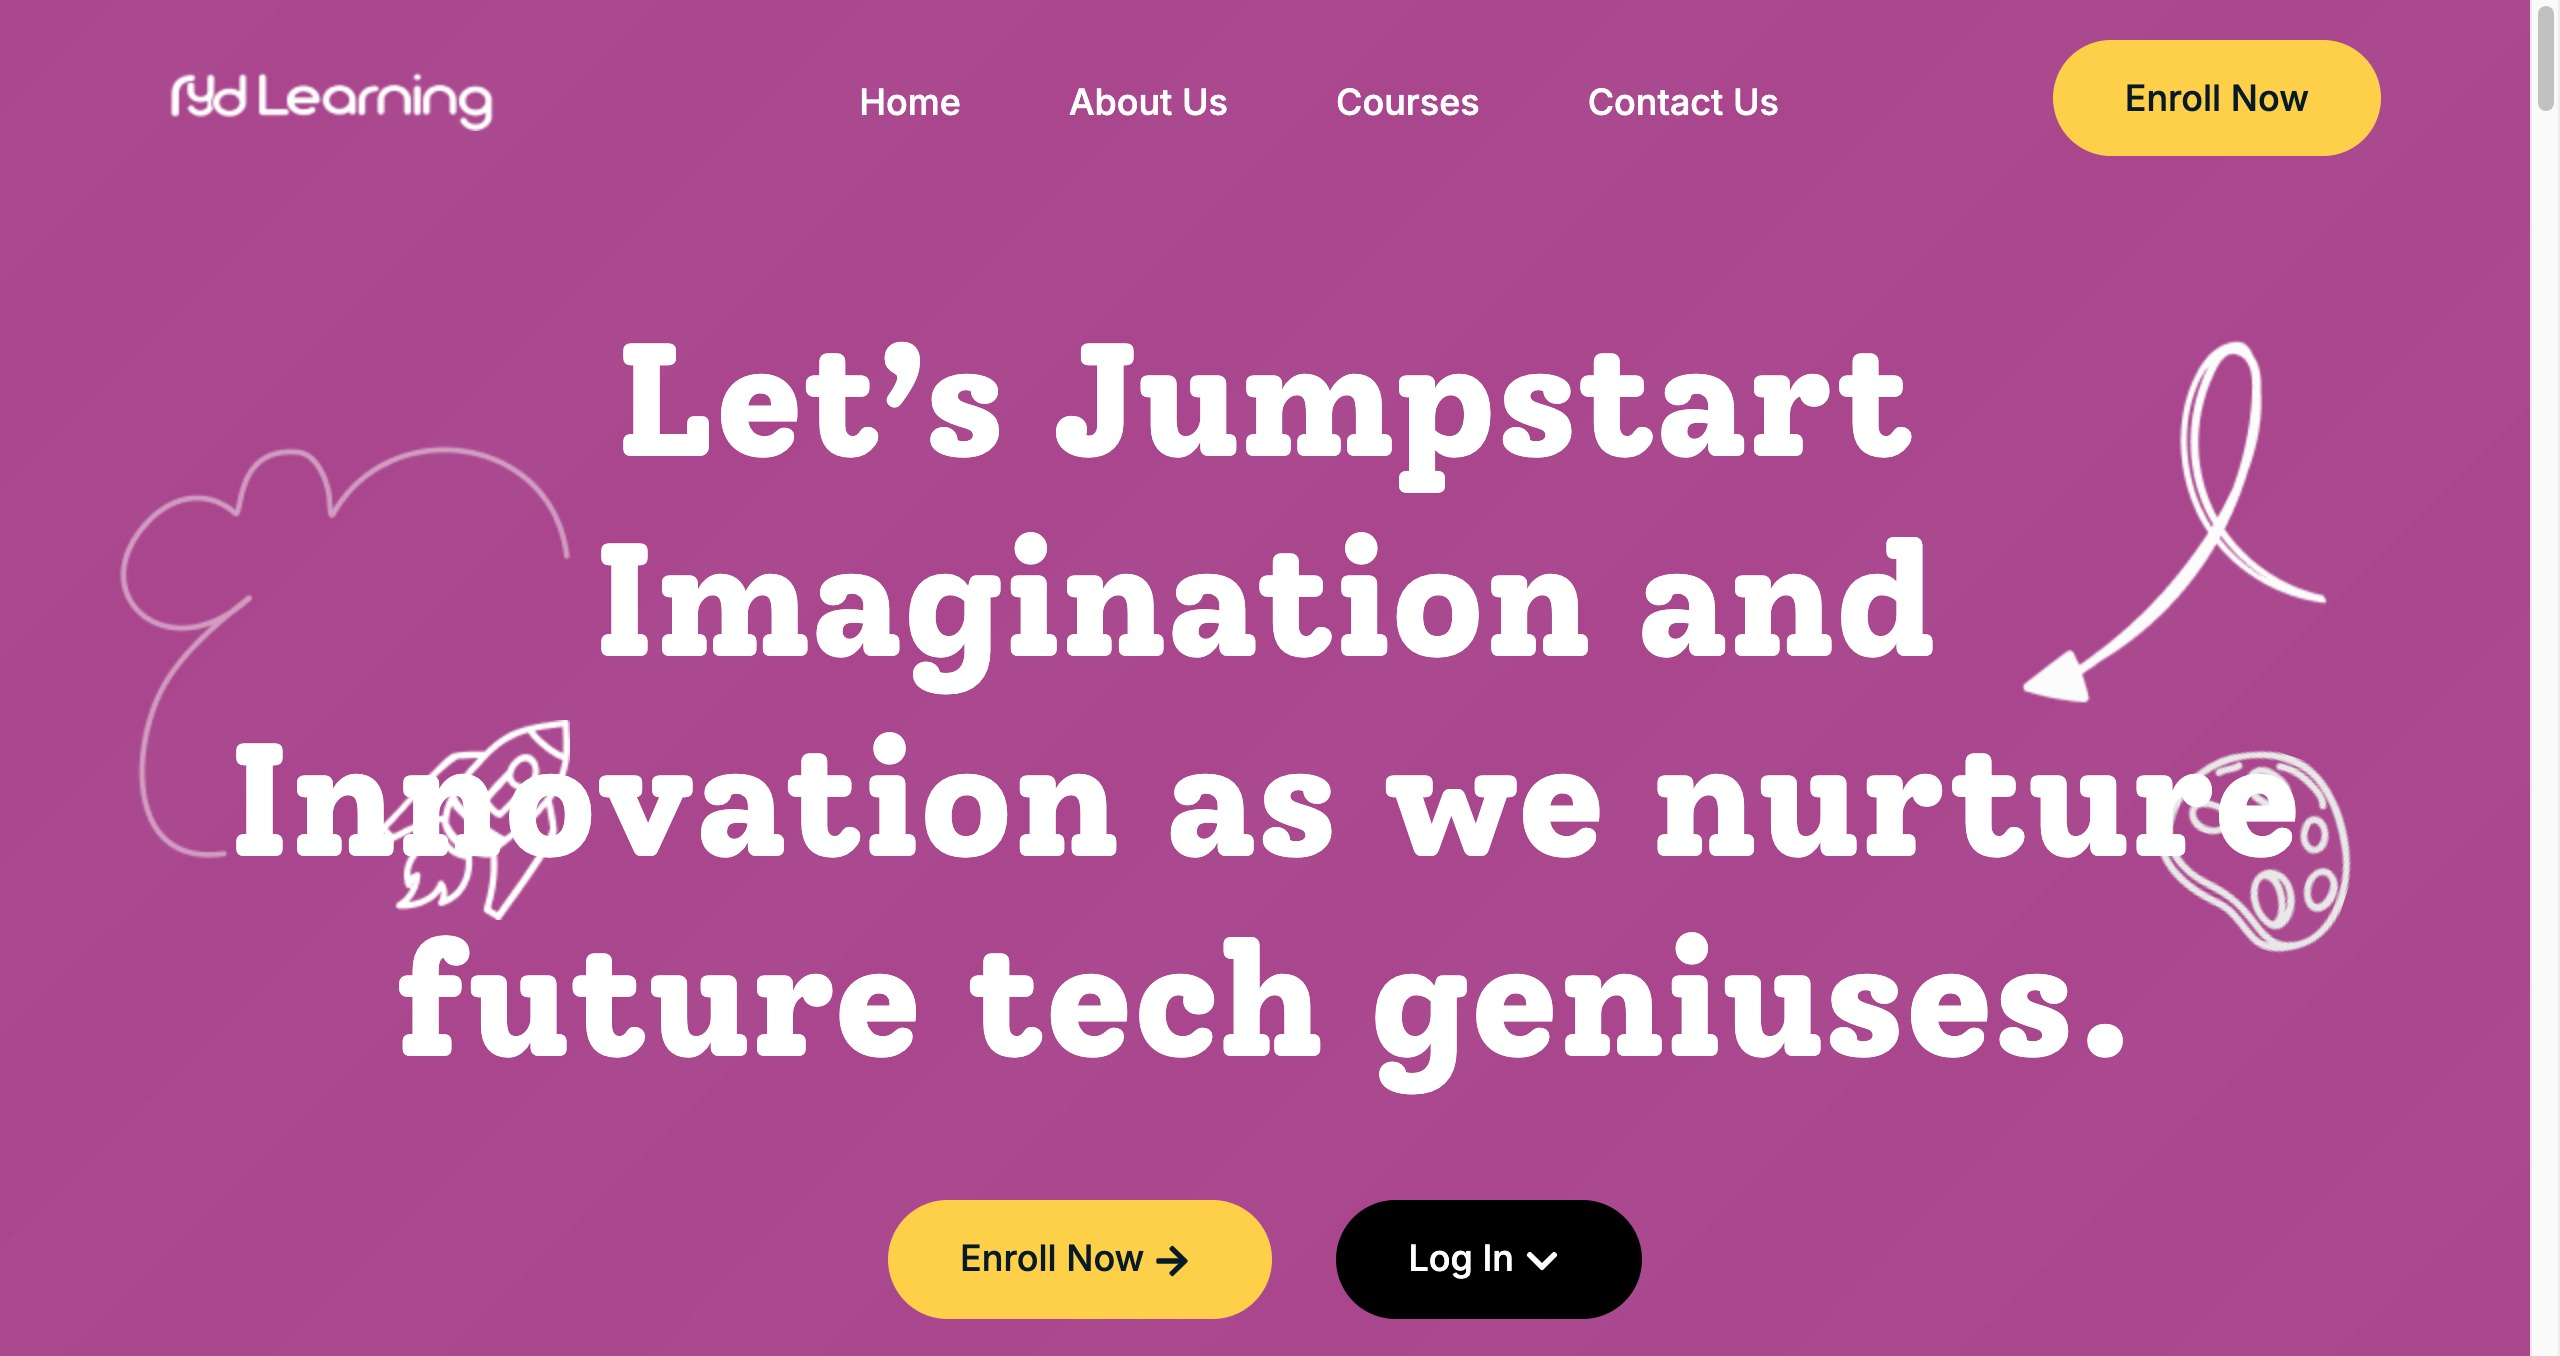 ryd Learning
Home
About Us
Courses
Contact Us
Enroll Now
Let’s Jumpstart
Imagination and
Innovation as we nurture
future tech geniuses.
Enroll Now
Log In